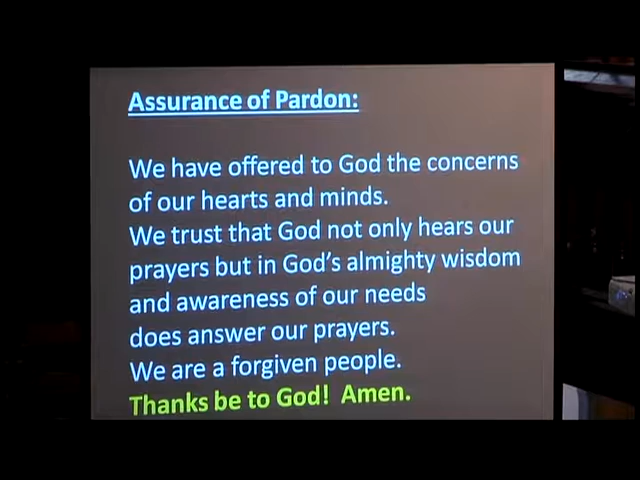 Assurance of Pardon:
We have offered to God the concerns
of our hearts and minds.
We trust that God not only hears our
prayers but in God's almighty wisdom
and awareness of our needs
does answer our prayers.
We are a forgiven people.
Thanks be to God!  Amen.